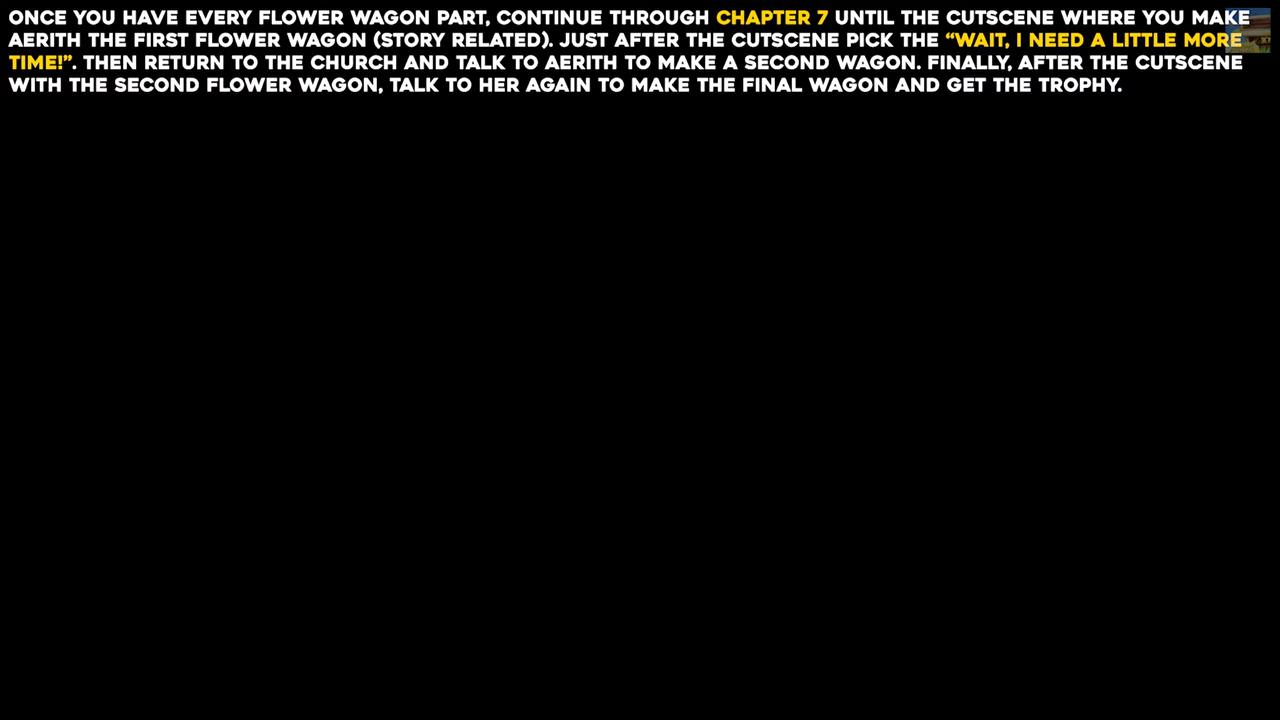 ONCE YOU HAVE EVERY FLOWER WAGON PART, CONTINUE THROUGH CHAPTER 7 UNTIL THE CUTSCENE WHERE YOU MAKE
AERITH THE FIRST FLOWER WAGON (STORY RELATED). JUST AFTER THE CUTSCENE PICK THE “WAIT, I NEED A LITTLE MORE
TIME!”. THEN RETURN TO THE CHURCH AND TALK TO AERITH TO MAKE A SECOND WAGON. FINALLY, AFTER THE CUTSCENE
WITH THE SECOND FLOWER WAGON, TALK TO HER AGAIN TO MAKE THE FINAL WAGON AND GET THE TROPHY.